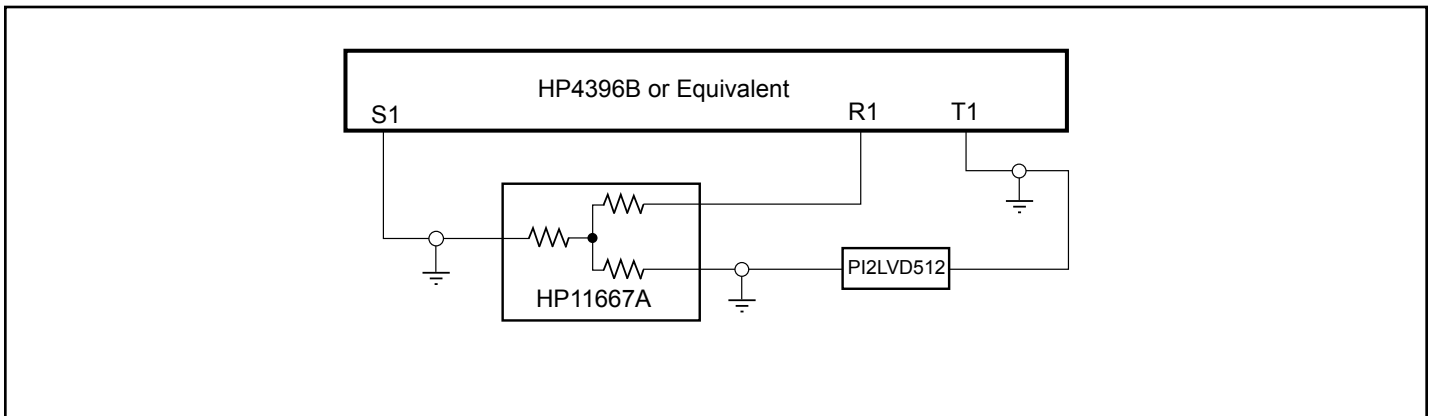 HP4396B or Equivalent
S1
R1
T1
HP11667A
PI2LVD512